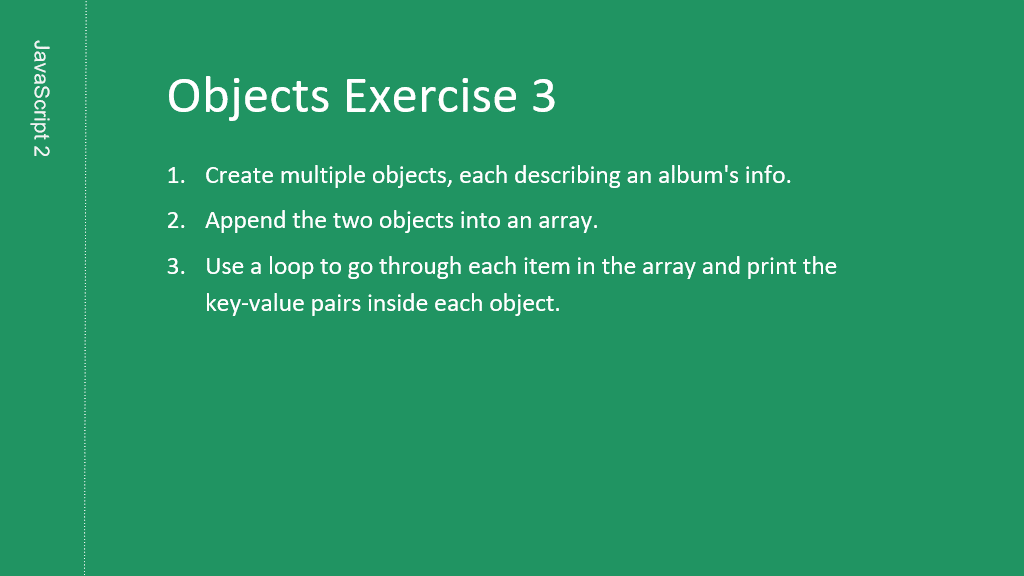 JavaScript 2
Objects Exercise 3
1. Create multiple objects, each describing an album's info.
2. Append the two objects into an array.
3. Use a loop to go through each item in the array and print the
key-value pairs inside each object.